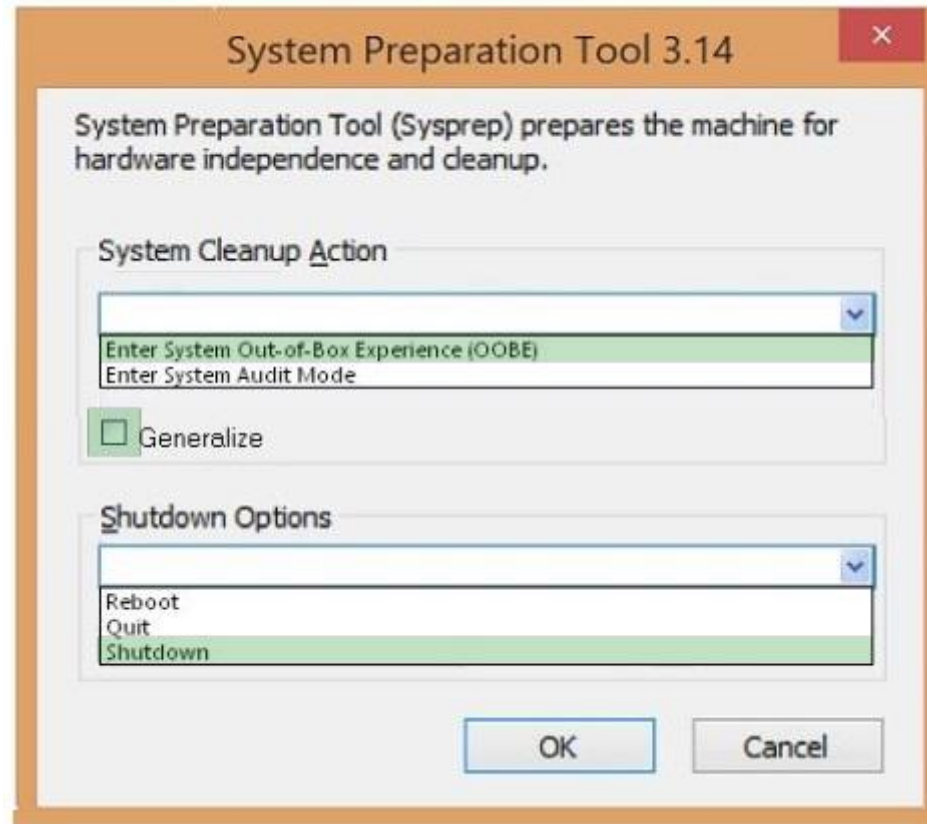 System Preparation Tool 3.14
System Preparation Tool (Sysprep) prepares the machine for
hardware independence and cleanup.
System Cleanup Action
Enter System Out-of-Box Experience (OOBE)
Enter System Audit Mode
Generalize
Shutdown Options
Reboot
Quit
Shutdown
OK
Cancel